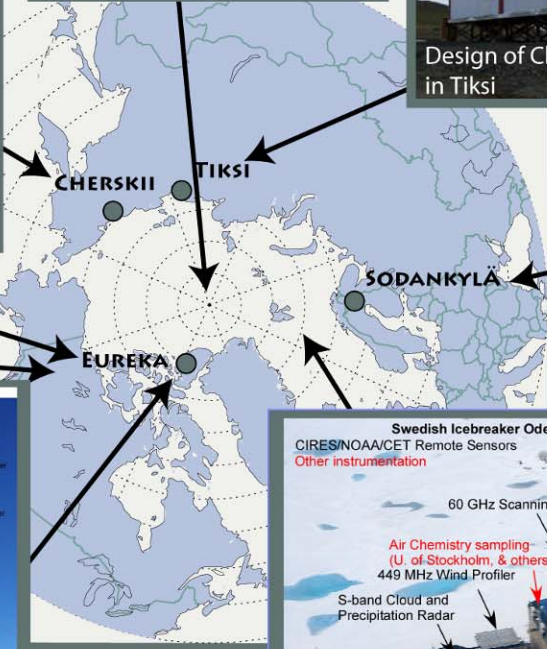 Design of Cl
in Tiksi
CHERSKII
TIKSI
SODANKYLÄ
EUREKA
Swedish Icebreaker Ode
CIRES/NOAA/CET Remote Sensors
Other instrumentation
60 GHz Scannin
Air Chemistry sampling
(U. of Stockholm, & others
449 MHz Wind Profiler
S-band Cloud and
Precipitation Radar